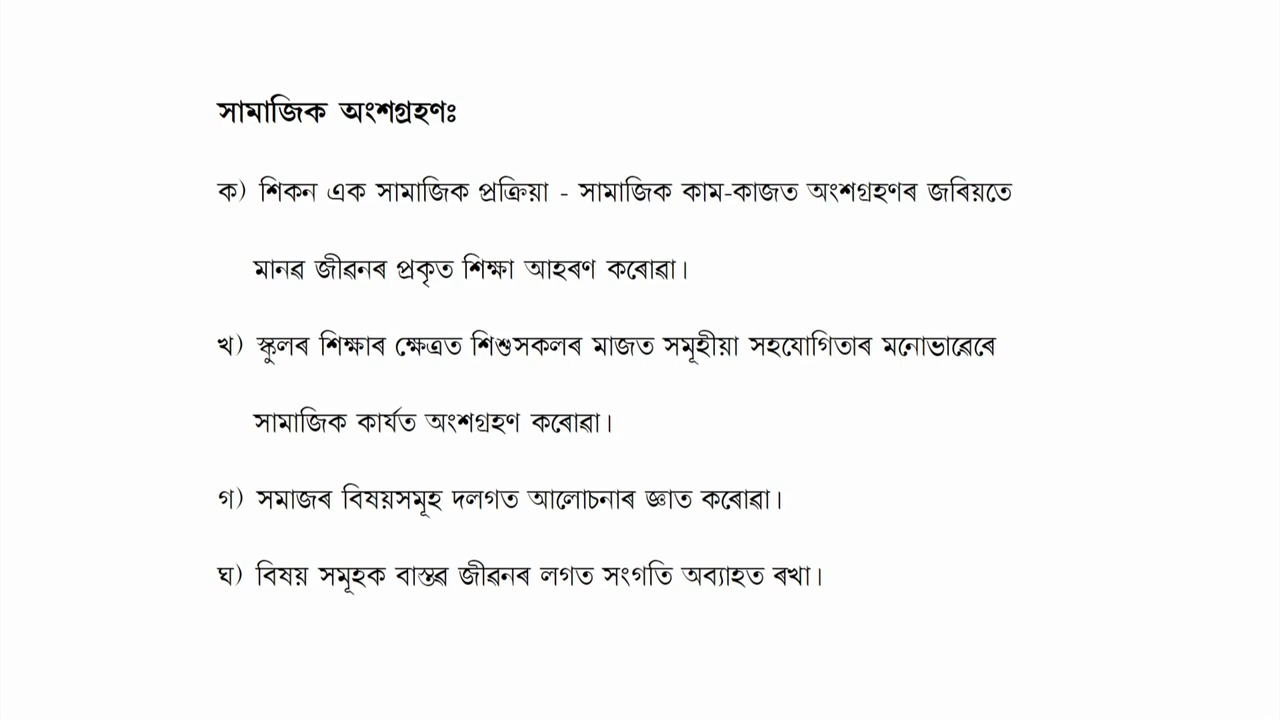 সামাজিক অংশগ্ৰহণঃ
ক) শিকন এক সামাজিক প্ৰক্ৰিয়া - সামাজিক কাম-কাজত অংশগ্ৰহণৰ জৰিয়তে
মানৱ জীৱনৰ প্ৰকৃত শিক্ষা আহৰণ কৰোৱা।
খ) স্কুলৰ শিক্ষাৰ ক্ষেত্ৰত শিশুসকলৰ মাজত সমূহীয়া সহযোগিতাৰ মনোভাৱেৰে
সামাজিক কাৰ্যত অংশগ্ৰহণ কৰোৱা।
গ) সমাজৰ বিষয়সমূহ দলগত আলোচনাৰ জ্ঞাত কৰোৱা।
ঘ) বিষয় সমূহক বাস্তৱ জীৱনৰ লগত সংগতি অব্যাহত ৰখা।